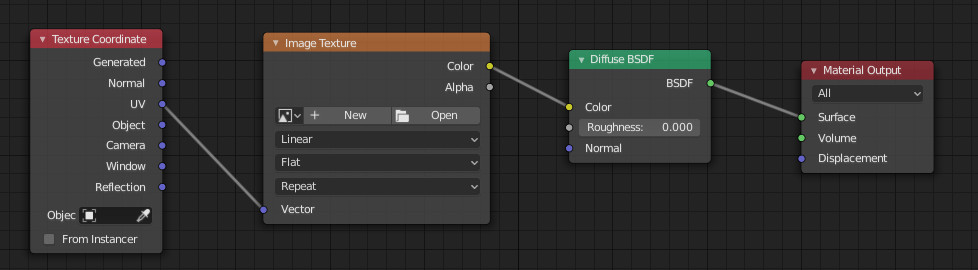 Texture Coordinate
Generated
Normal
UV
Object
Camera
Window
Reflection
Objec
From Instancer
Image Texture
Color
Alpha
New
Open
Linear
Flat
Repeat
Vector
Diffuse BSDF
BSDF
Color
Roughness: 0.000
Normal
Material Output
All
Surface
Volume
Displacement